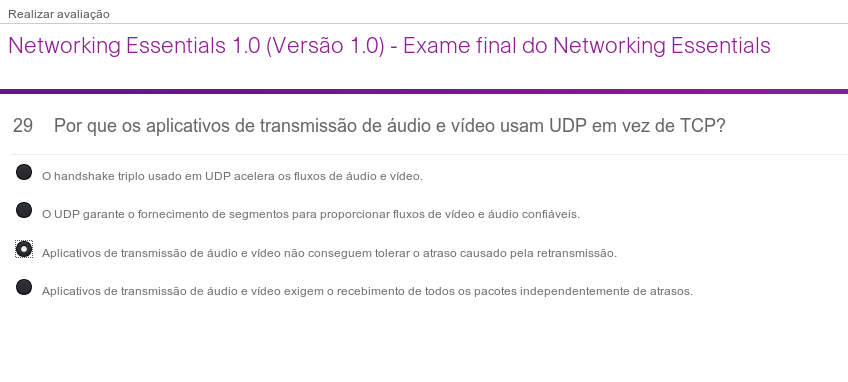 Realizar avaliação
Networking Essentials 1.0 (Versão 1.0) - Exame final do Networking Essentials
29 Por que os aplicativos de transmissão de áudio e vídeo usam UDP em vez de TCP?
O handshake triplo usado em UDP acelera os fluxos de áudio e vídeo.
O UDP garante o fornecimento de segmentos para proporcionar fluxos de vídeo e áudio confiáveis.
Aplicativos de transmissão de áudio e vídeo não conseguem tolerar o atraso causado pela retransmissão.
Aplicativos de transmissão de áudio e vídeo exigem o recebimento de todos os pacotes independentemente de atrasos.